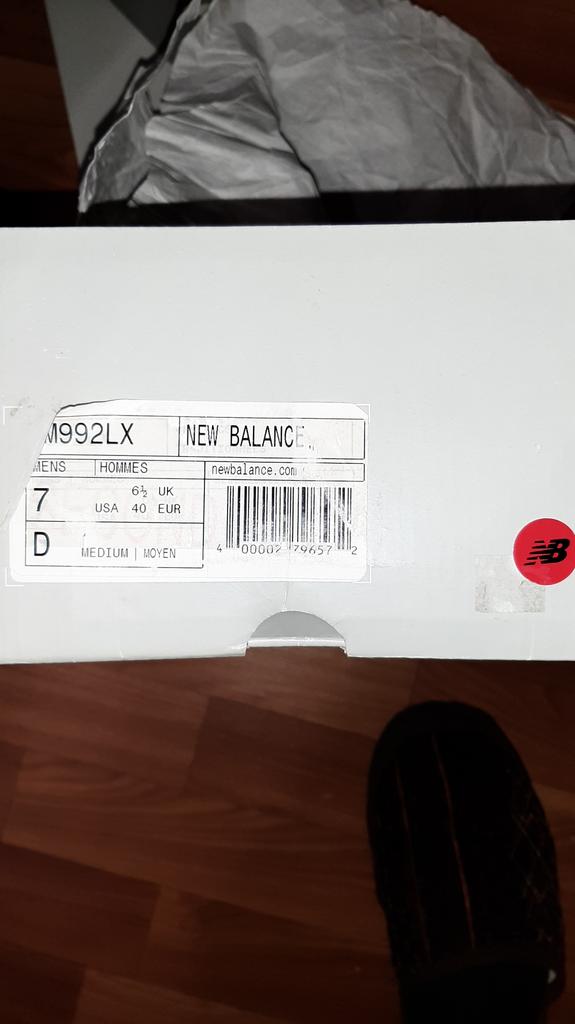 M992LX NEW BALANCE
MENS HOMMES newbalance.com
7 6½ UK
USA 40 EUR
D MEDIUM | MOYEN
4 00002 79657 2
NB